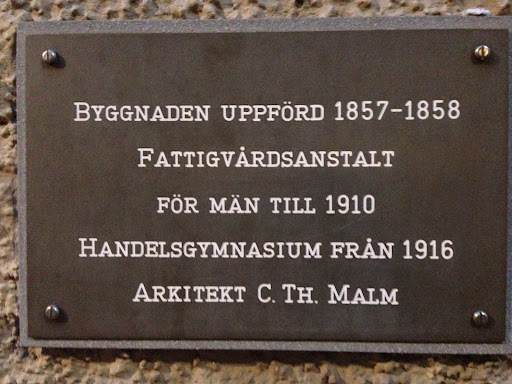 Byggnaden uppförd 1857-1858
Fattigvårdsanstalt
för män till 1910
Handelsgymnasium från 1916
Arkitekt C. Th. Malm